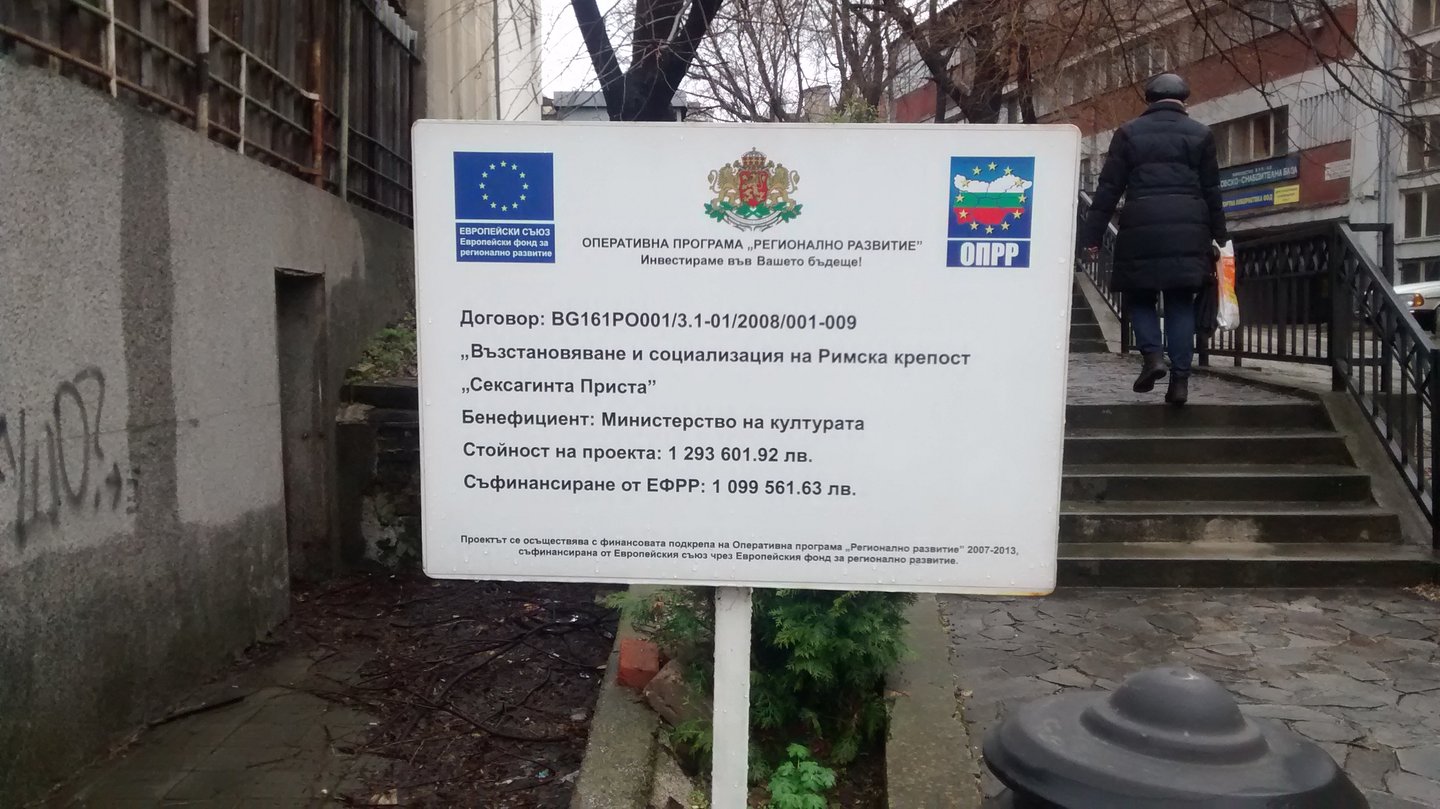 ЕВРОПЕЙСКИ СЪЮЗ
Европейски фонд за
регионално развитие
ОПЕРАТИВНА ПРОГРАМА „РЕГИОНАЛНО РАЗВИТИЕ”
Инвестираме във Вашето бъдеще!
ОПРР
Договор: BG161PO001/3.1-01/2008/001-009
„Възстановяване и социализация на Римска крепост
„Сексагинта Приста”
Бенефициент: Министерство на културата
Стойност на проекта: 1 293 601.92 лв.
Съфинансиране от ЕФРР: 1 099 561.63 лв.
Проектът се осъществява с финансовата подкрепа на Оперативна програма „Регионално развитие” 2007-2013,
съфинансирана от Европейския съюз чрез Европейския фонд за регионално развитие.